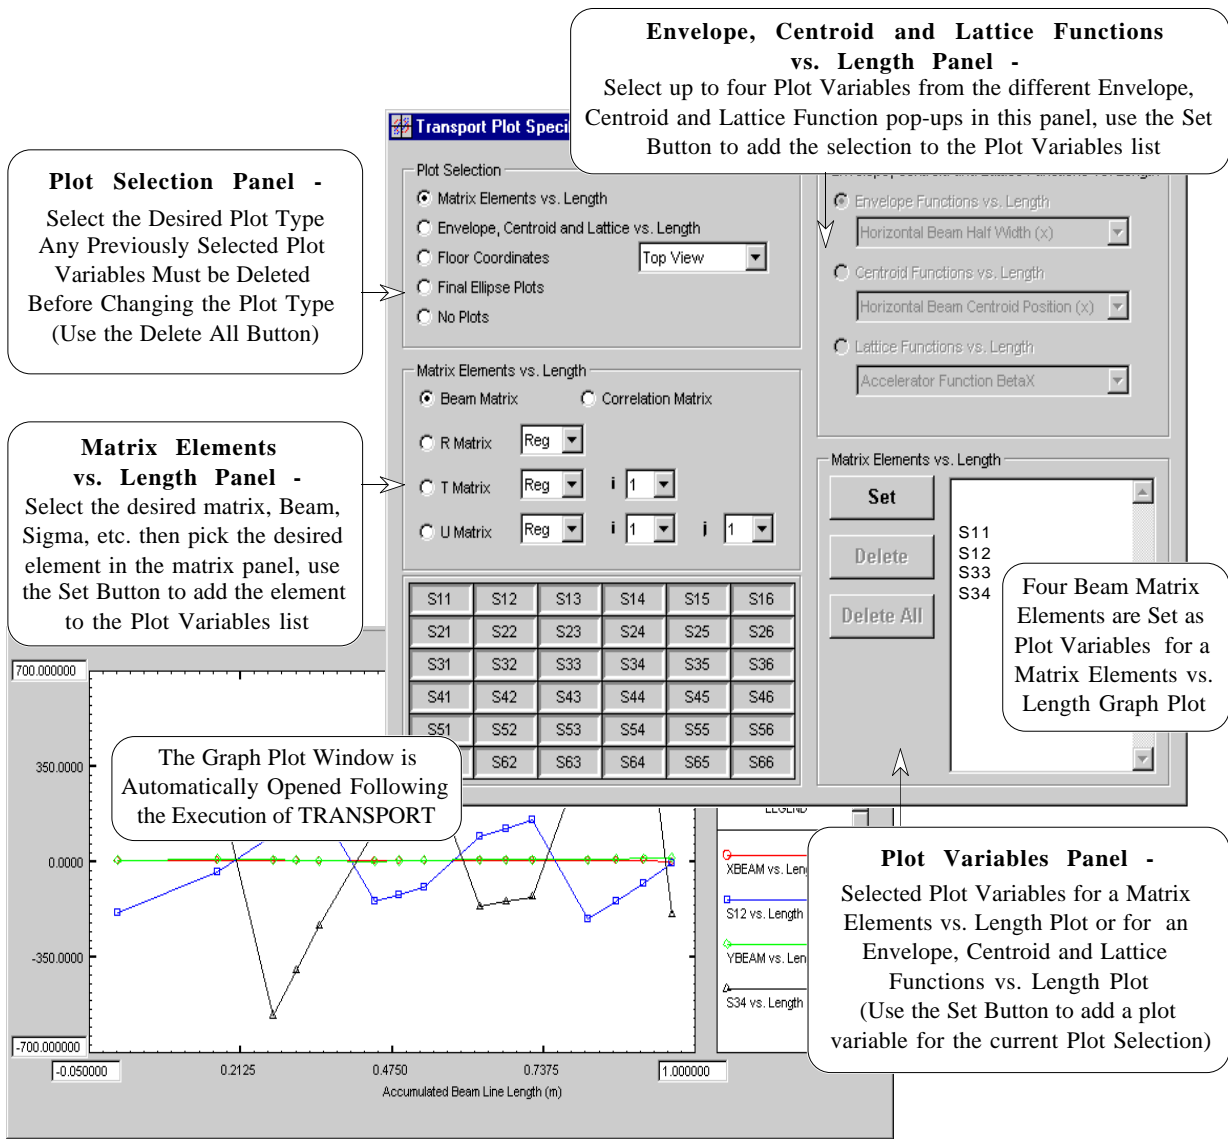 Envelope, Centroid and Lattice Functions
vs. Length Panel -
Select up to four Plot Variables from the different Envelope,
Centroid and Lattice Function pop-ups in this panel, use the Set
Button to add the selection to the Plot Variables list
Transport Plot Speci
Plot Selection Panel -
Select the Desired Plot Type
Any Previously Selected Plot
Variables Must be Deleted
Before Changing the Plot Type
(Use the Delete All Button)
Plot Selection
Matrix Elements vs. Length
Envelope, Centroid and Lattice vs. Length
Floor Coordinates
Top View
Final Ellipse Plots
No Plots
Envelope, Centroid and Lattice Functions vs. Length
Envelope Functions vs. Length
Horizontal Beam Half Width (x)
Centroid Functions vs. Length
Horizontal Beam Centroid Position (x)
Lattice Functions vs. Length
Accelerator Function BetaX
Matrix Elements
vs. Length Panel -
Select the desired matrix, Beam,
Sigma, etc. then pick the desired
element in the matrix panel, use
the Set Button to add the element
to the Plot Variables list
Matrix Elements vs. Length
Beam Matrix
Correlation Matrix
R Matrix
Reg
T Matrix
Reg
i
1
U Matrix
Reg
i
1
j
1
Matrix Elements vs. Length
Set
Delete
Delete All
S11
S12
S33
S34
Four Beam Matrix
Elements are Set as
Plot Variables for a
Matrix Elements vs.
Length Graph Plot
S11 S12 S13 S14 S15 S16
S21 S22 S23 S24 S25 S26
S31 S32 S33 S34 S35 S36
S41 S42 S43 S44 S45 S46
S51 S52 S53 S54 S55 S56
S62 S63 S64 S65 S66
The Graph Plot Window is
Automatically Opened Following
the Execution of TRANSPORT
700.000000
350.0000
0.0000
-350.0000
-700.000000
-0.050000
0.2125
0.4750
0.7375
1.000000
Accumulated Beam Line Length (m)
LEGEND
XBEAM vs. Leng
S12 vs. Length
YBEAM vs. Len
S34 vs. Length
Plot Variables Panel -
Selected Plot Variables for a Matrix
Elements vs. Length Plot or for an
Envelope, Centroid and Lattice
Functions vs. Length Plot
(Use the Set Button to add a plot
variable for the current Plot Selection)